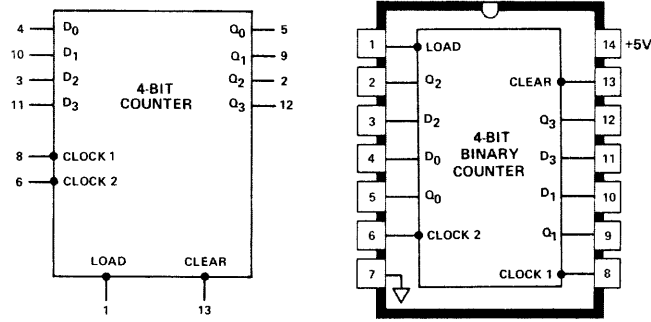 4 D0 Q0 5
10 D1 Q1 9
3 D2 Q2 2
11 D3 Q3 12
4-BIT
COUNTER
8 CLOCK 1
6 CLOCK 2
LOAD CLEAR
1 13
1 LOAD 14 +5V
2 Q2 CLEAR 13
3 D2 Q3 12
4-BIT
BINARY
COUNTER
4 D0 D3 11
5 Q0 D1 10
6 CLOCK 2 Q1 9
7 CLOCK 1 8